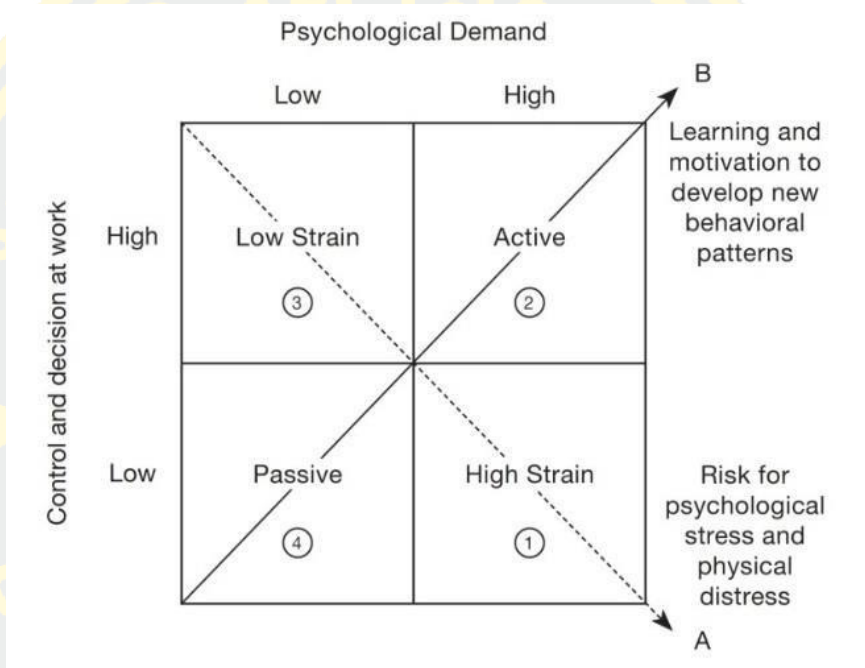 Psychological Demand
Low
High
B
Learning and
motivation to
develop new
behavioral
patterns
Control and decision at work
High
Low Strain
Active
③
②
Low
Passive
High Strain
④
①
Risk for
psychological
stress and
physical
distress
A